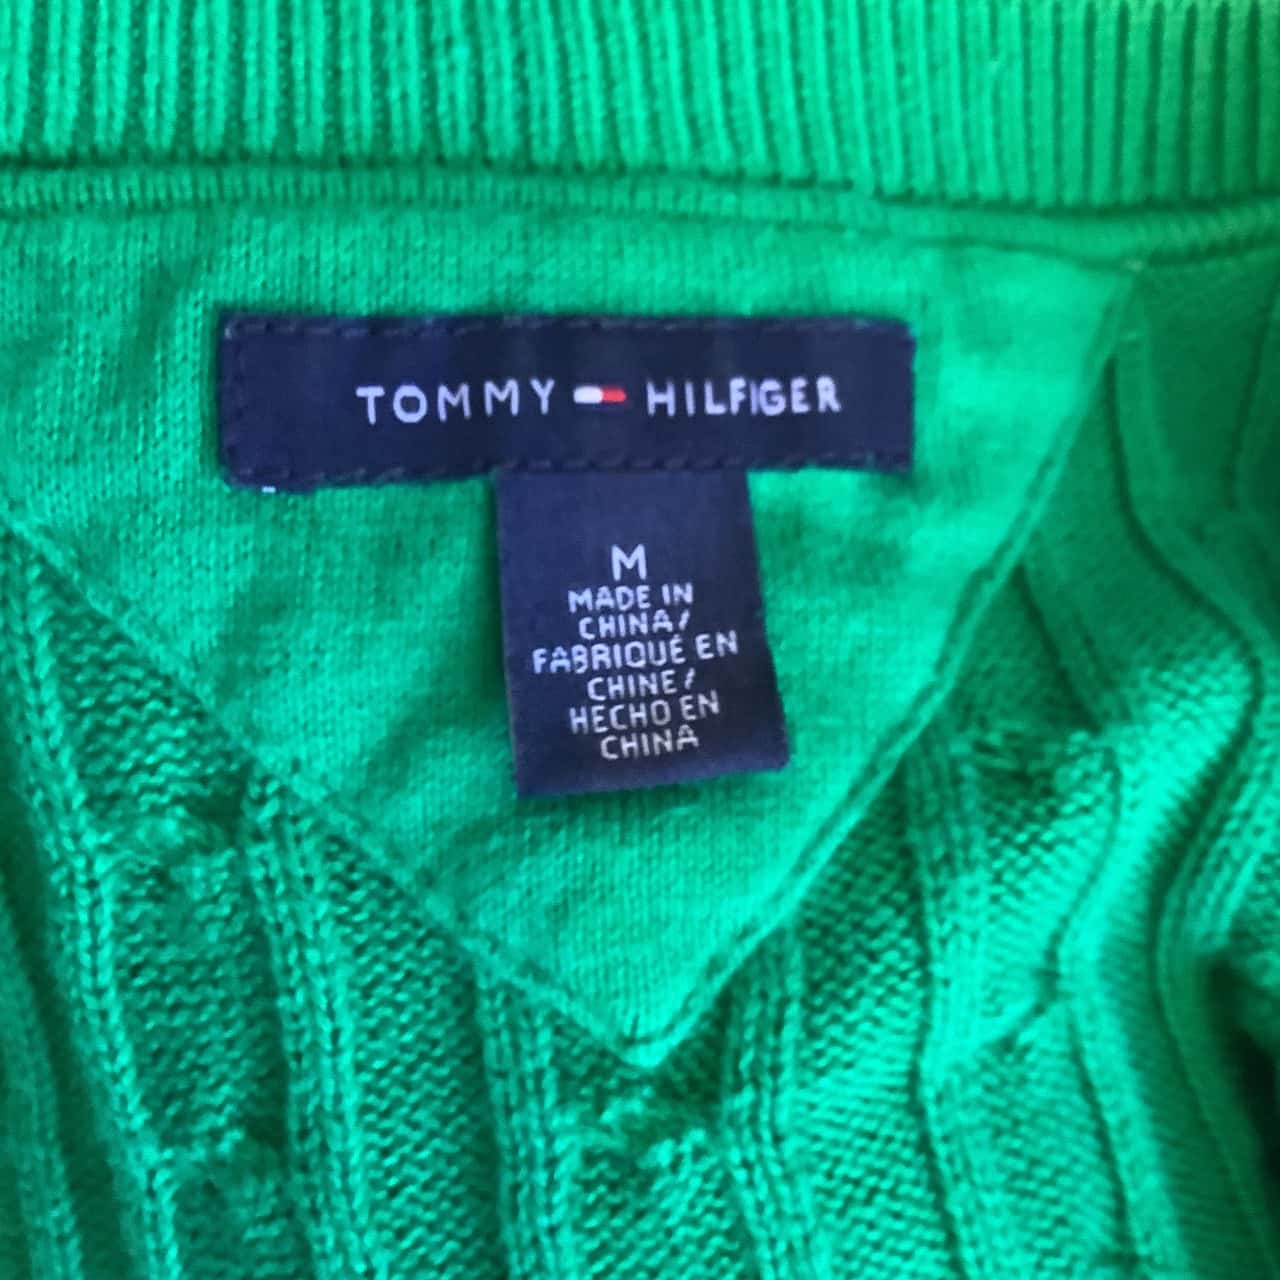 TOMMY HILFIGER
M
MADE IN
CHINA/
FABRIQUÉ EN
CHINE/
HECHO EN
CHINA